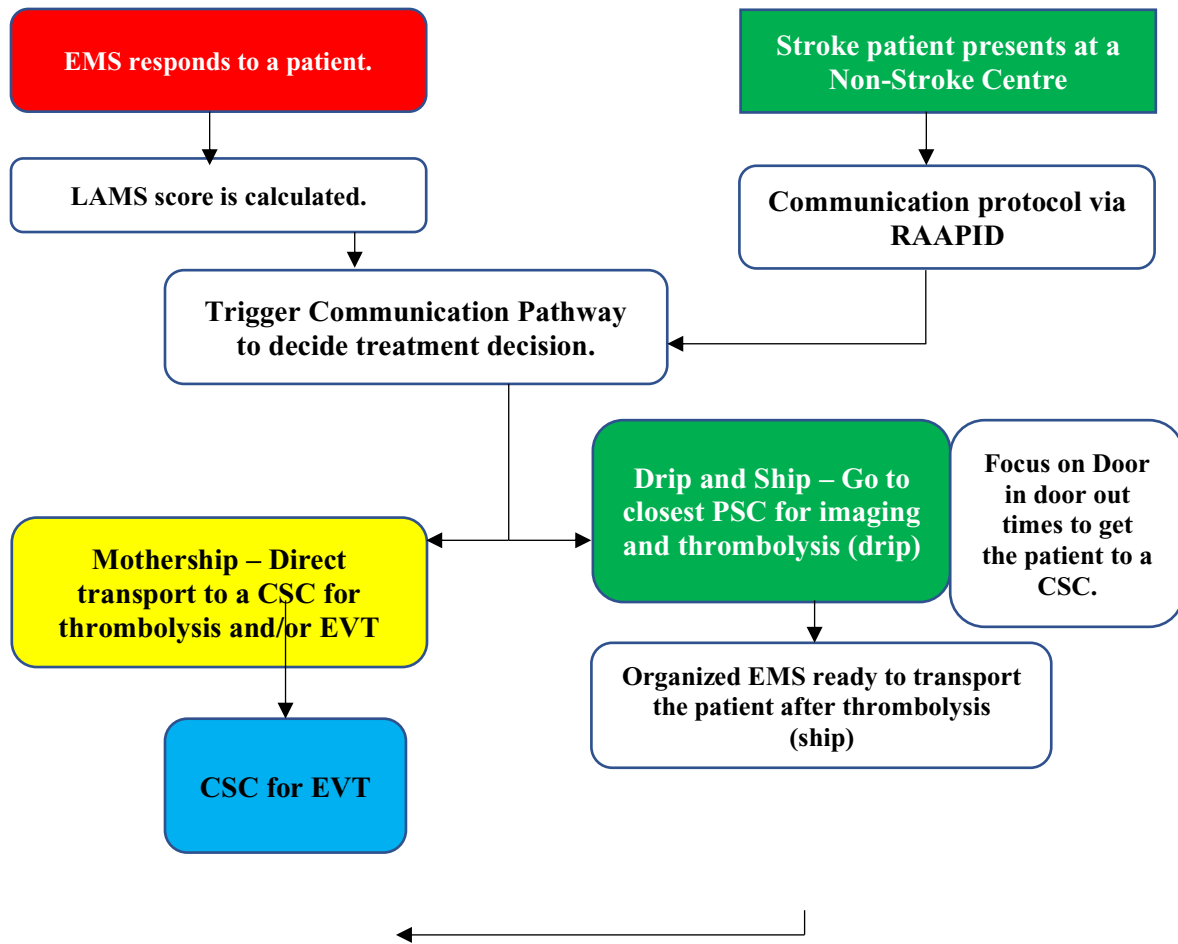 EMS responds to a patient.
Stroke patient presents at a
Non-Stroke Centre
LAMS score is calculated.
Communication protocol via
RAAPID
Trigger Communication Pathway
to decide treatment decision.
Drip and Ship – Go to
closest PSC for imaging
and thrombolysis (drip)
Focus on Door
in door out
times to get
the patient to a
CSC.
Mothership – Direct
transport to a CSC for
thrombolysis and/or EVT
Organized EMS ready to transport
the patient after thrombolysis
(ship)
CSC for EVT